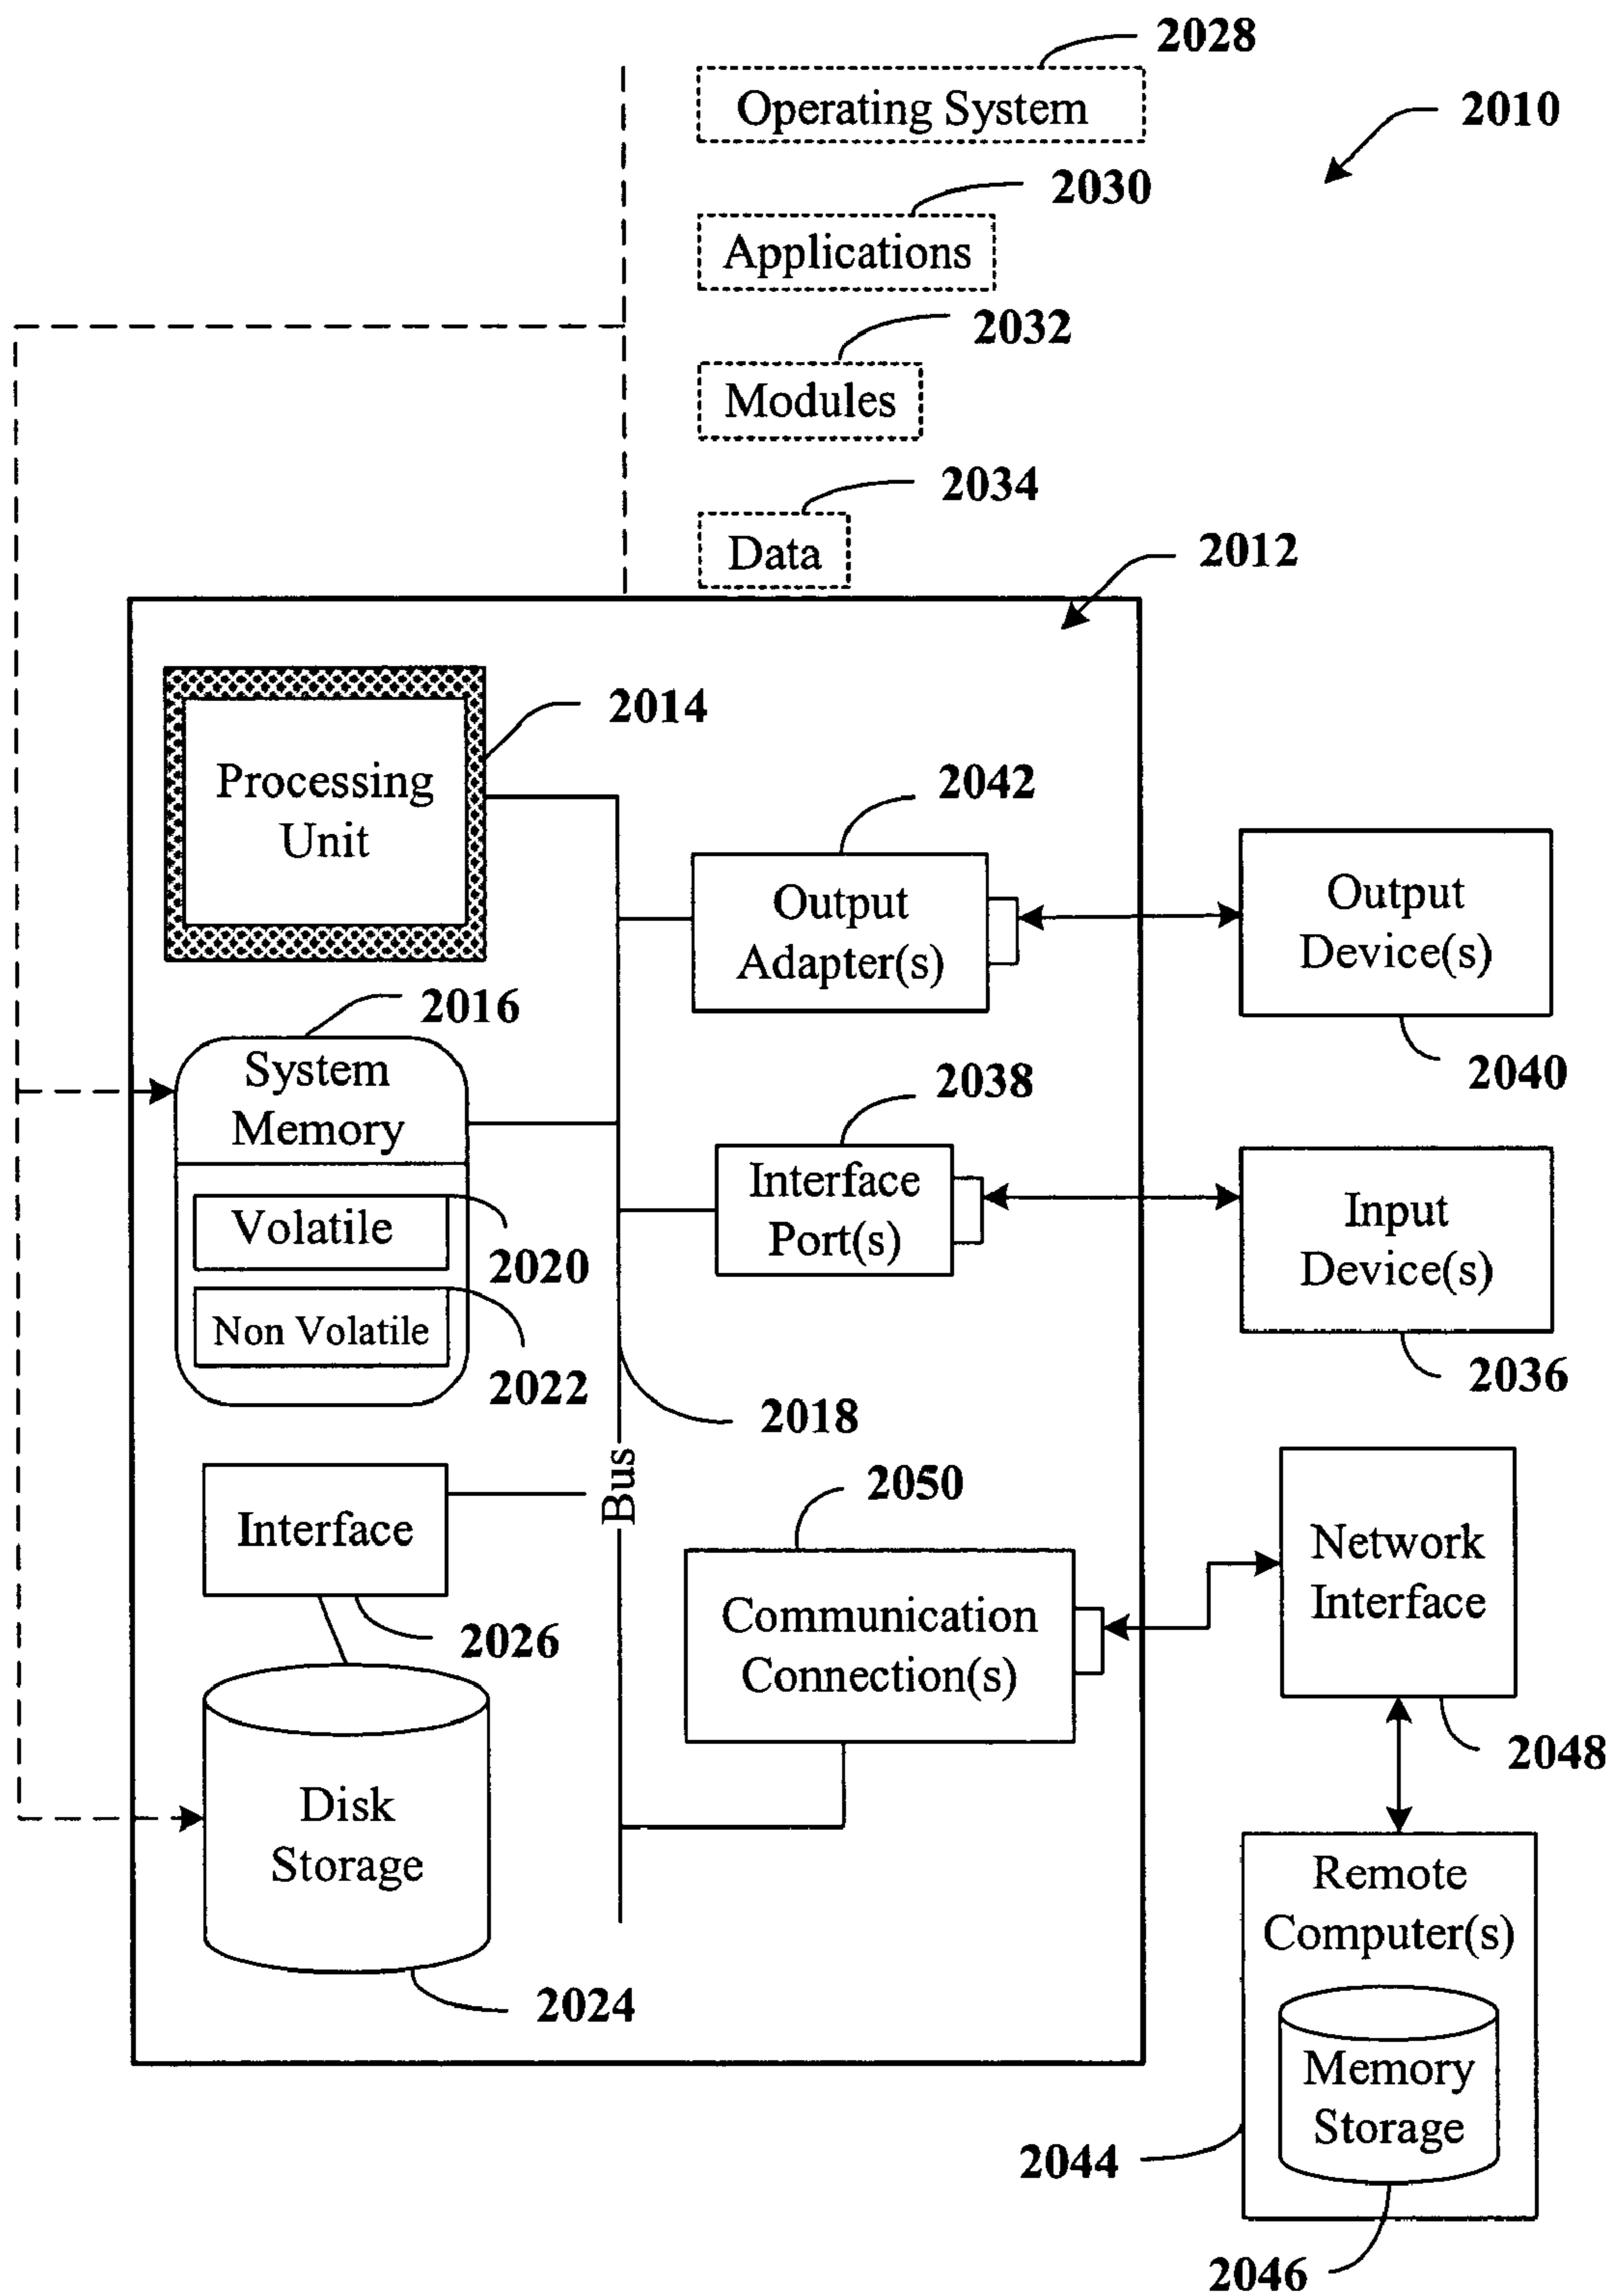 2028
Operating System
2010
2030
Applications
2032
Modules
2034
Data
2012
2014
Processing
Unit
2042
Output
Adapter(s)
Output
Device(s)
2040
2016
System
Memory
2038
Interface
Port(s)
Input
Device(s)
2036
Volatile
2020
Non Volatile
2022
2018
Bus
2050
Interface
2026
Communication
Connection(s)
Network
Interface
2048
Disk
Storage
2024
Remote
Computer(s)
Memory
Storage
2044
2046